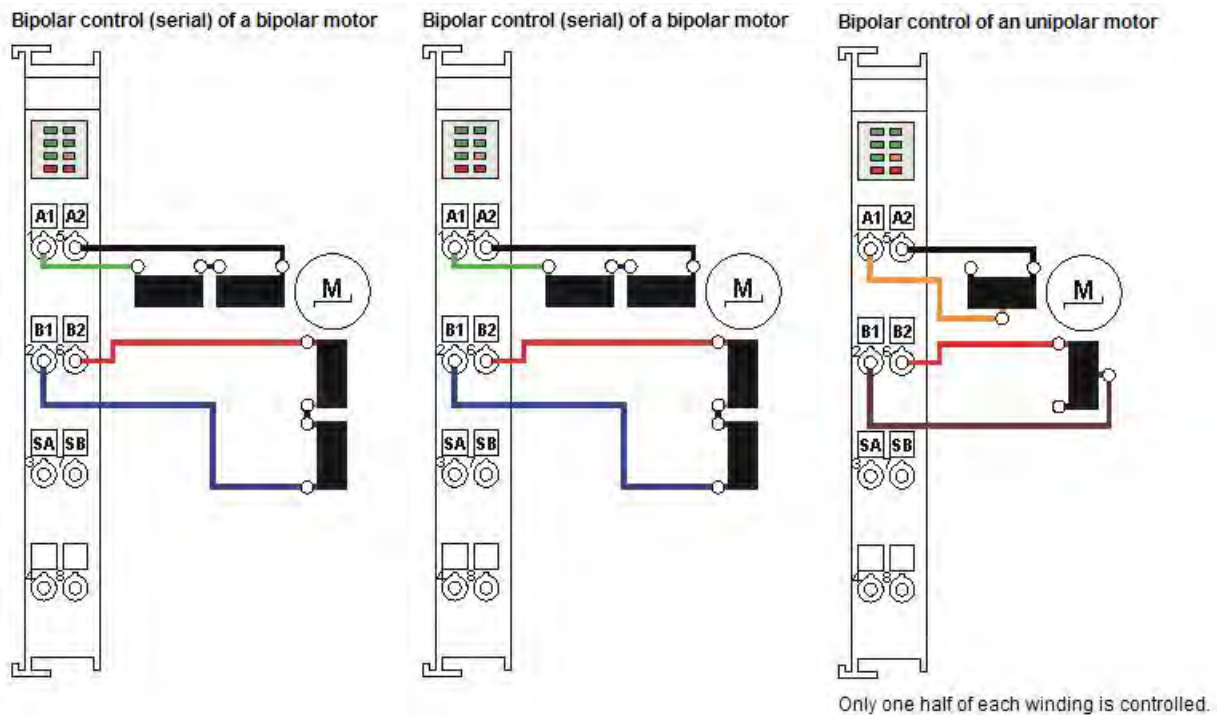 Bipolar control (serial) of a bipolar motor
Bipolar control (serial) of a bipolar motor
Bipolar control of an unipolar motor
A1 A2
1 5
M
B1 B2
2 6
SA SB
3 7
4 8
A1 A2
1 5
M
B1 B2
2 6
SA SB
3 7
4 8
A1 A2
1 5
M
B1 B2
2 6
SA SB
3 7
4 8
Only one half of each winding is controlled.